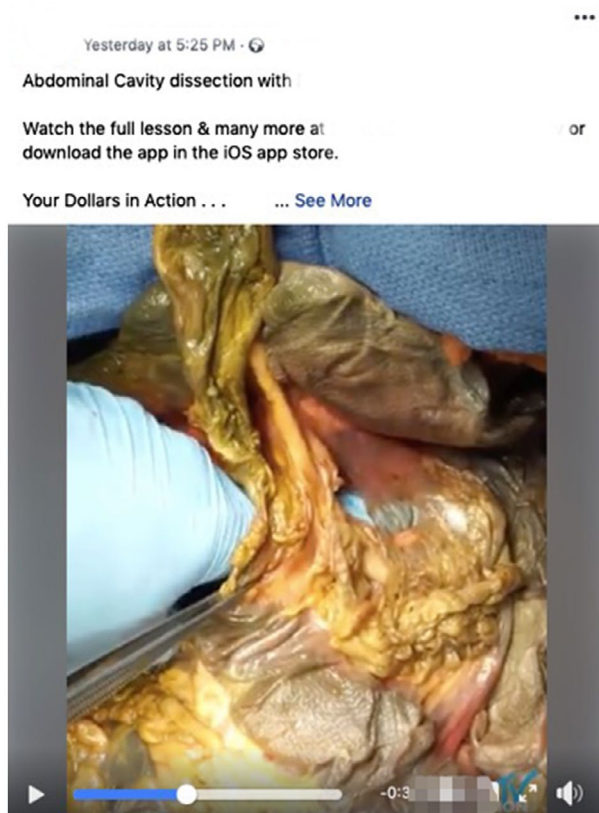 Yesterday at 5:25 PM ·
Abdominal Cavity dissection with
Watch the full lesson & many more at or
download the app in the iOS app store.
Your Dollars in Action . . . ... See More
-0:3
TV